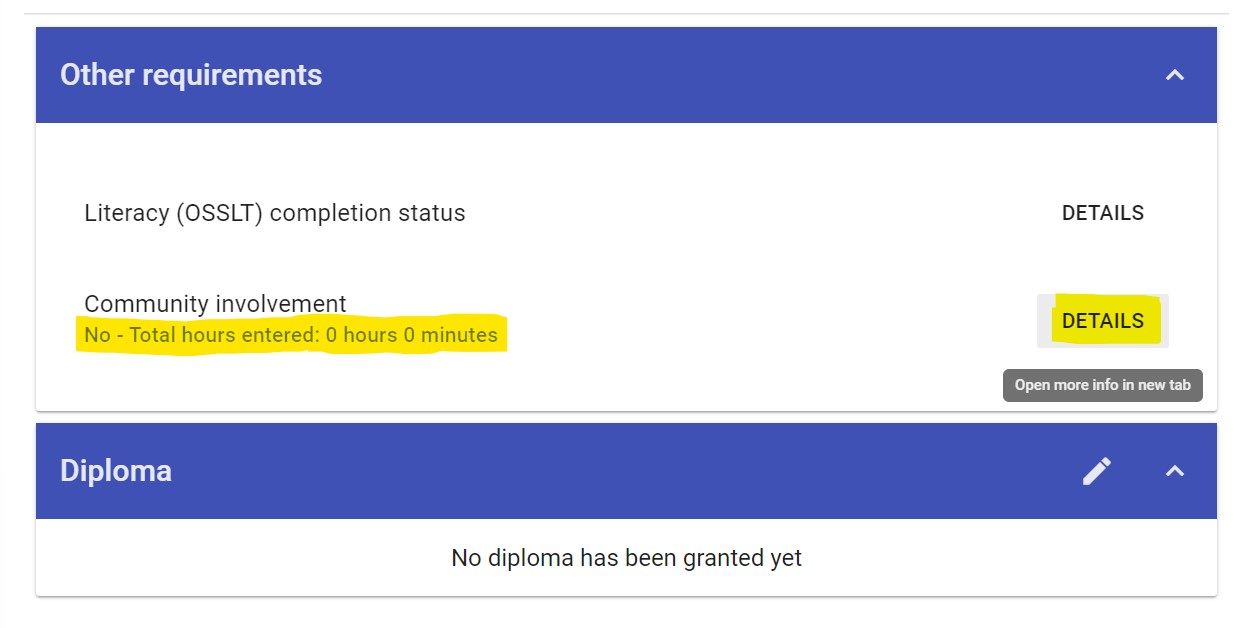 Other requirements
Literacy (OSSLT) completion status
DETAILS
Community involvement
No - Total hours entered: 0 hours 0 minutes
DETAILS
Open more info in new tab
Diploma
No diploma has been granted yet